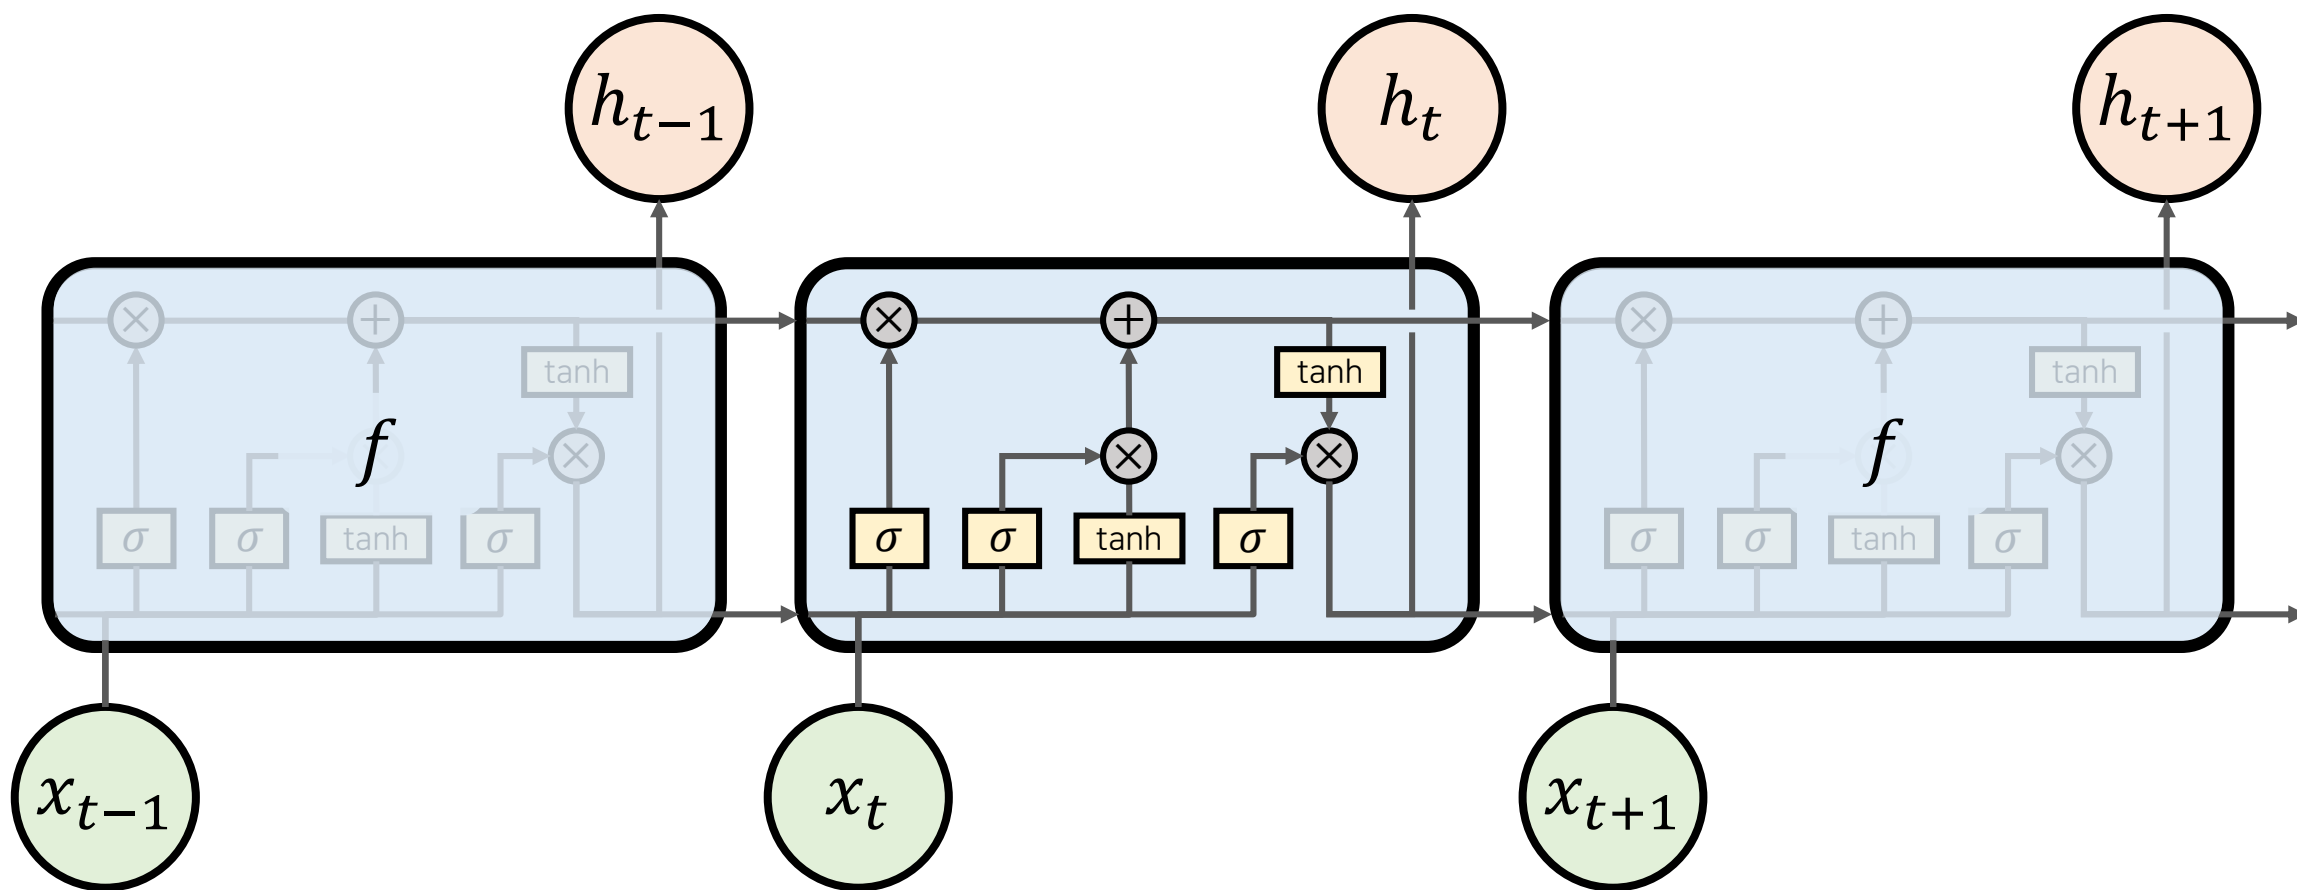 h_{t−1} h_t h_{t+1}
× + × + × +
tanh tanh tanh
f × × × f ×
σ σ tanh σ σ σ tanh σ σ σ tanh σ
x_{t−1} x_t x_{t+1}